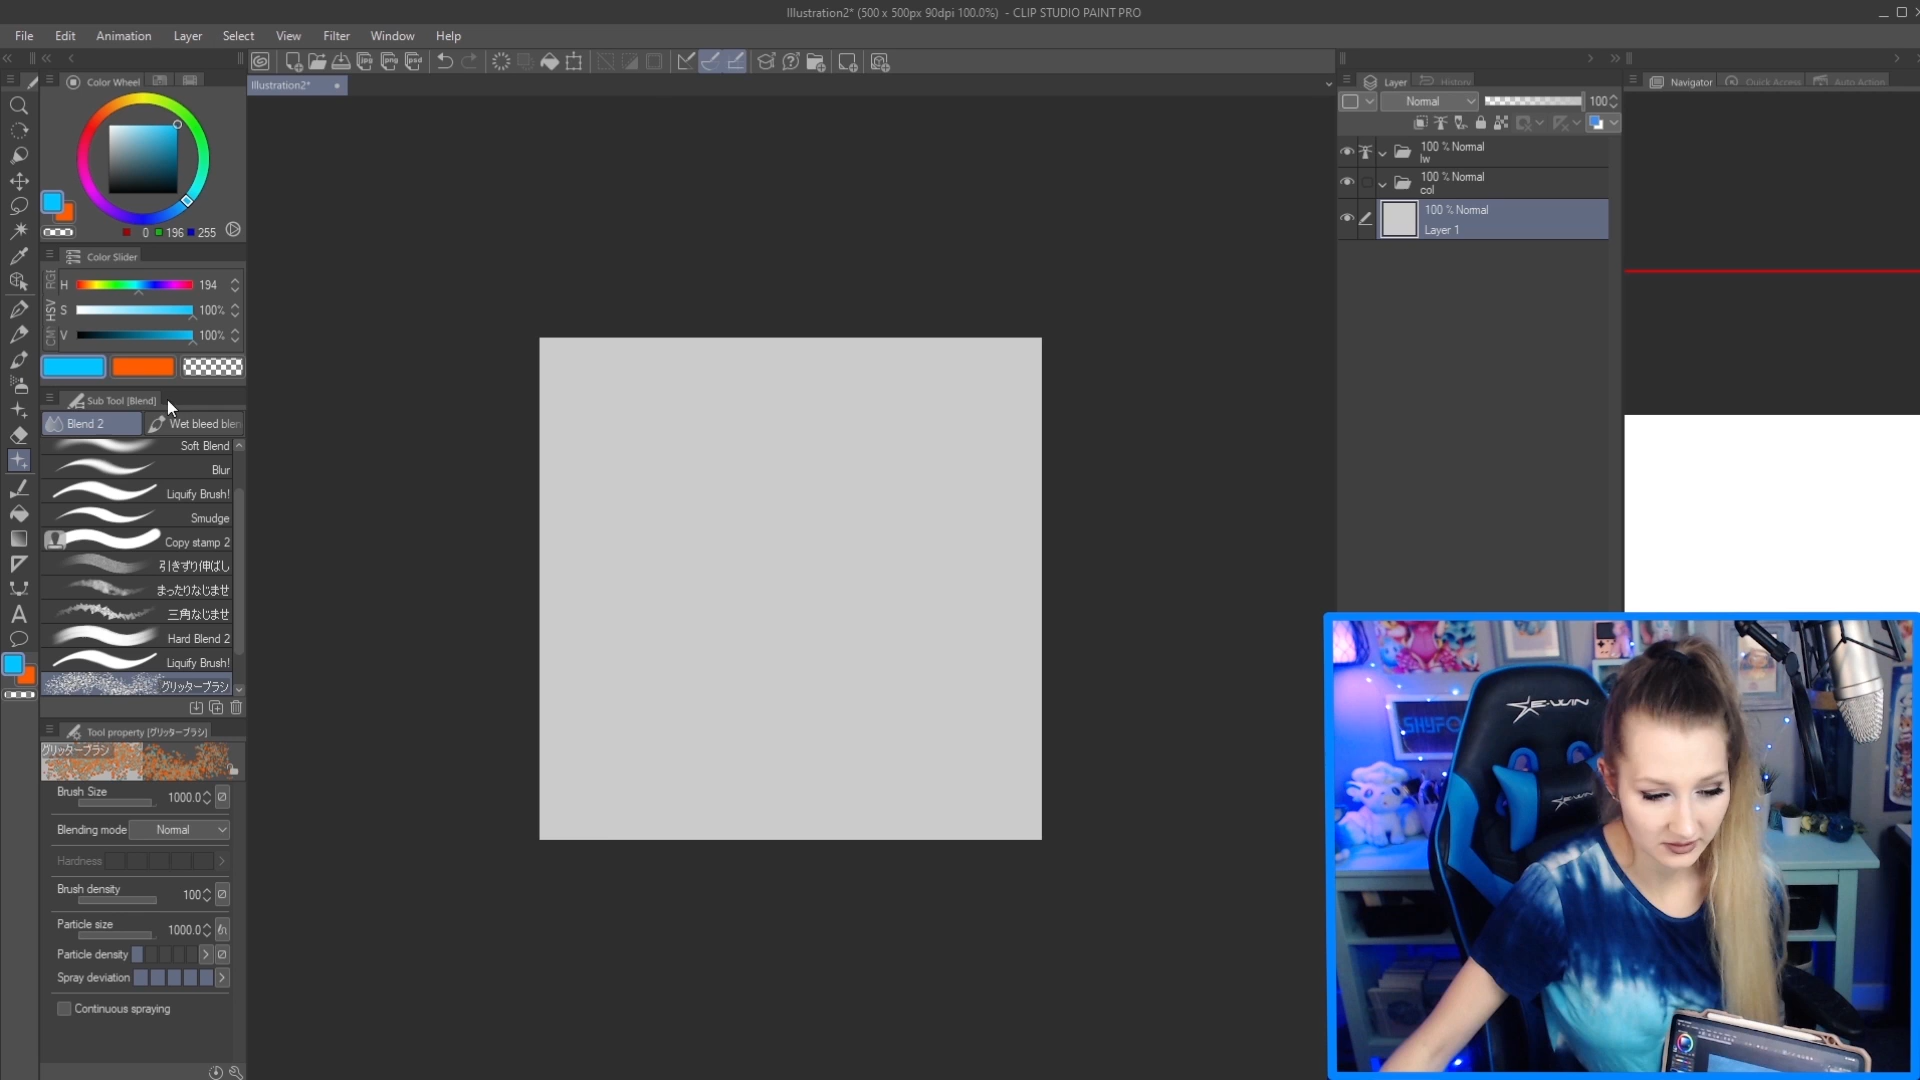 Illustration2* (500 x 500px 90dpi 100.0%) - CLIP STUDIO PAINT PRO
File Edit Animation Layer Select View Filter Window Help
Color Wheel
Illustration2*
0 196 255
Color Slider
RGB
HSV
H 194
S 100%
V 100%
Sub Tool [Blend]
Blend 2 Wet bleed blen
Soft Blend
Blur
Liquify Brush!
Smudge
Copy stamp 2
引きずり伸ばし
まったりなじませ
三角なじませ
Hard Blend 2
Liquify Brush!
グリッターブラシ
Tool property [グリッターブラシ]
グリッターブラシ
Brush Size 1000.0
Blending mode Normal
Hardness
Brush density 100
Particle size 1000.0
Particle density
Spray deviation
Continuous spraying
Layer History
Normal 100
100 % Normal
lw
100 % Normal
col
100 % Normal
Layer 1
Navigator Quick Access Auto Action
E-WIN
E-WIN